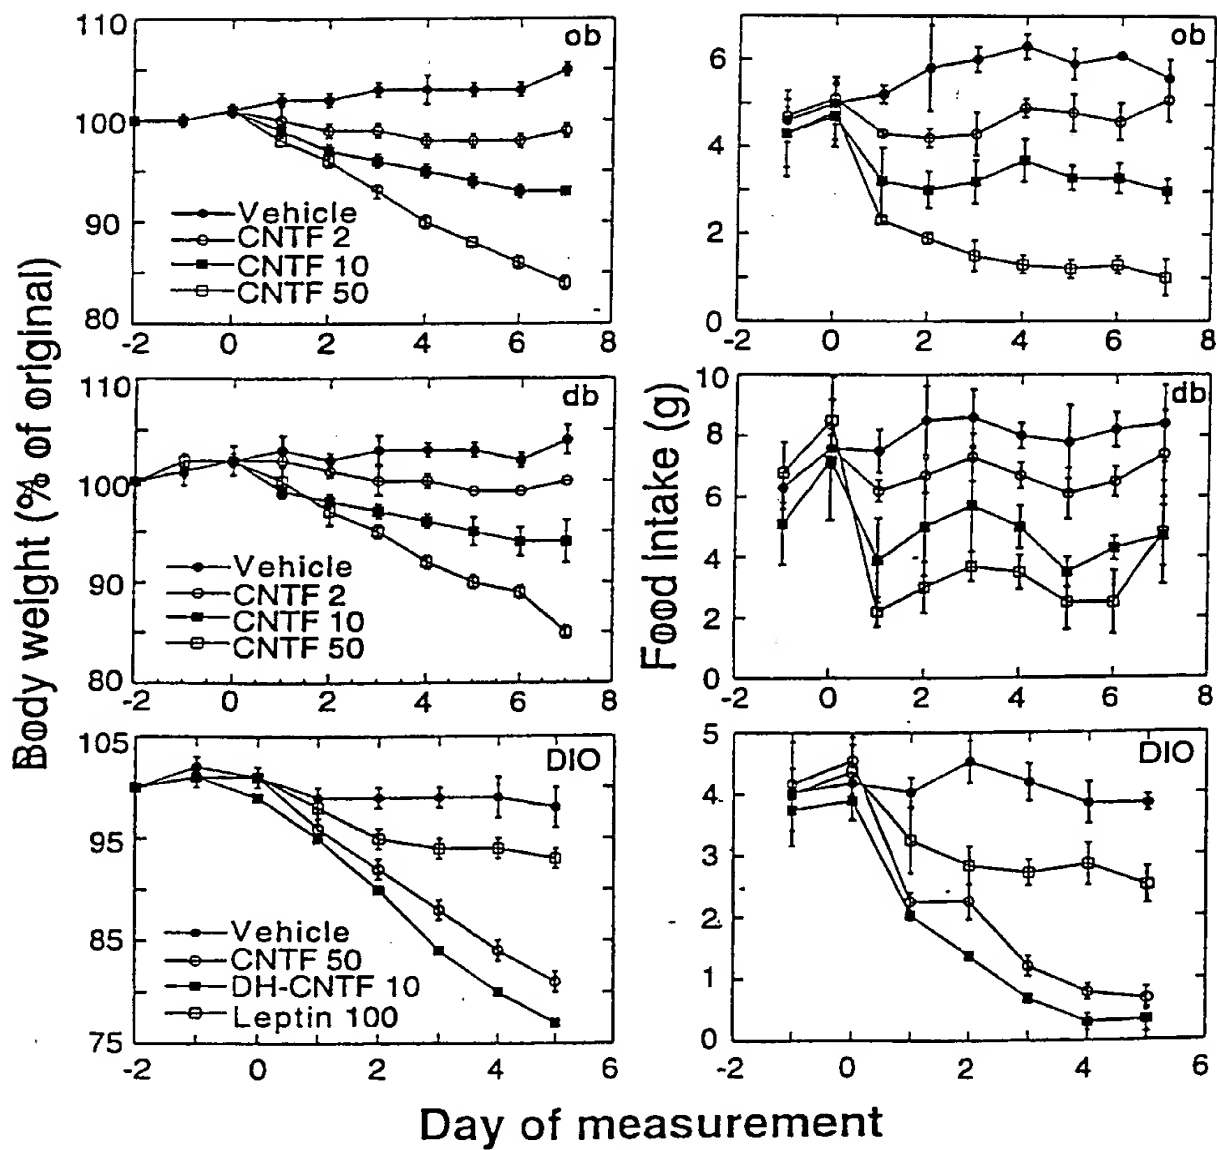 Body weight (% of original)
110
100
90
80
ob
Vehicle
CNTF 2
CNTF 10
CNTF 50
-2 0 2 4 6 8
6
4
2
0
ob
-2 0 2 4 6 8
110
100
90
80
db
Vehicle
CNTF 2
CNTF 10
CNTF 50
-2 0 2 4 6 8
Food Intake (g)
10
8
6
4
2
0
db
-2 0 2 4 6 8
105
95
85
75
DIO
Vehicle
CNTF 50
DH-CNTF 10
Leptin 100
-2 0 2 4 6
5
4
3
2
1
0
DIO
-2 0 2 4 6
Day of measurement